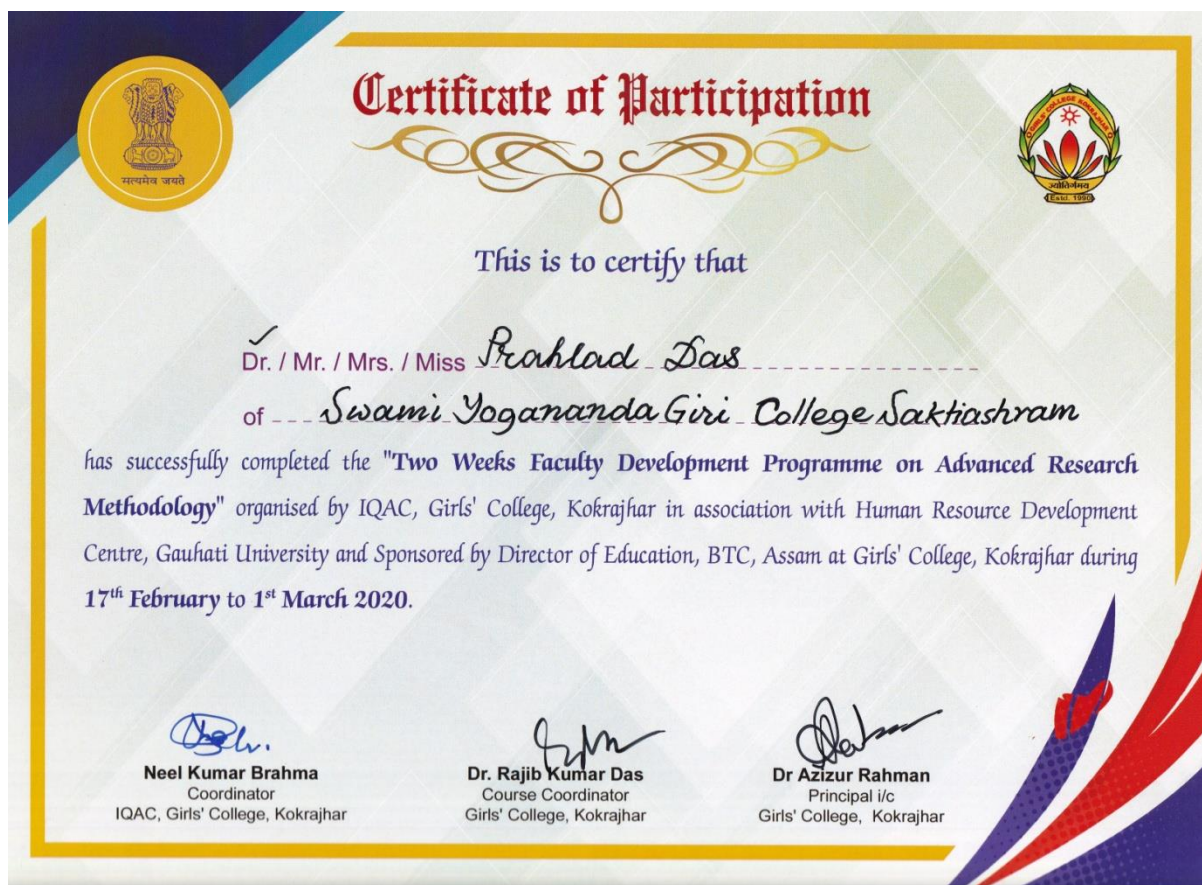 Certificate of Participation
सत्यमेव जयते
GIRLS' COLLEGE KOKRAJHAR
ज्योतिर्गमय
Estd. 1990
This is to certify that
✓
Dr. / Mr. / Mrs. / Miss Prahlad Das
of Swami Yogananda Giri College Saktiashram
has successfully completed the "Two Weeks Faculty Development Programme on Advanced Research
Methodology" organised by IQAC, Girls' College, Kokrajhar in association with Human Resource Development
Centre, Gauhati University and Sponsored by Director of Education, BTC, Assam at Girls' College, Kokrajhar during
17th February to 1st March 2020.
Neel Kumar Brahma
Coordinator
IQAC, Girls' College, Kokrajhar
Dr. Rajib Kumar Das
Course Coordinator
Girls' College, Kokrajhar
Dr Azizur Rahman
Principal i/c
Girls' College, Kokrajhar